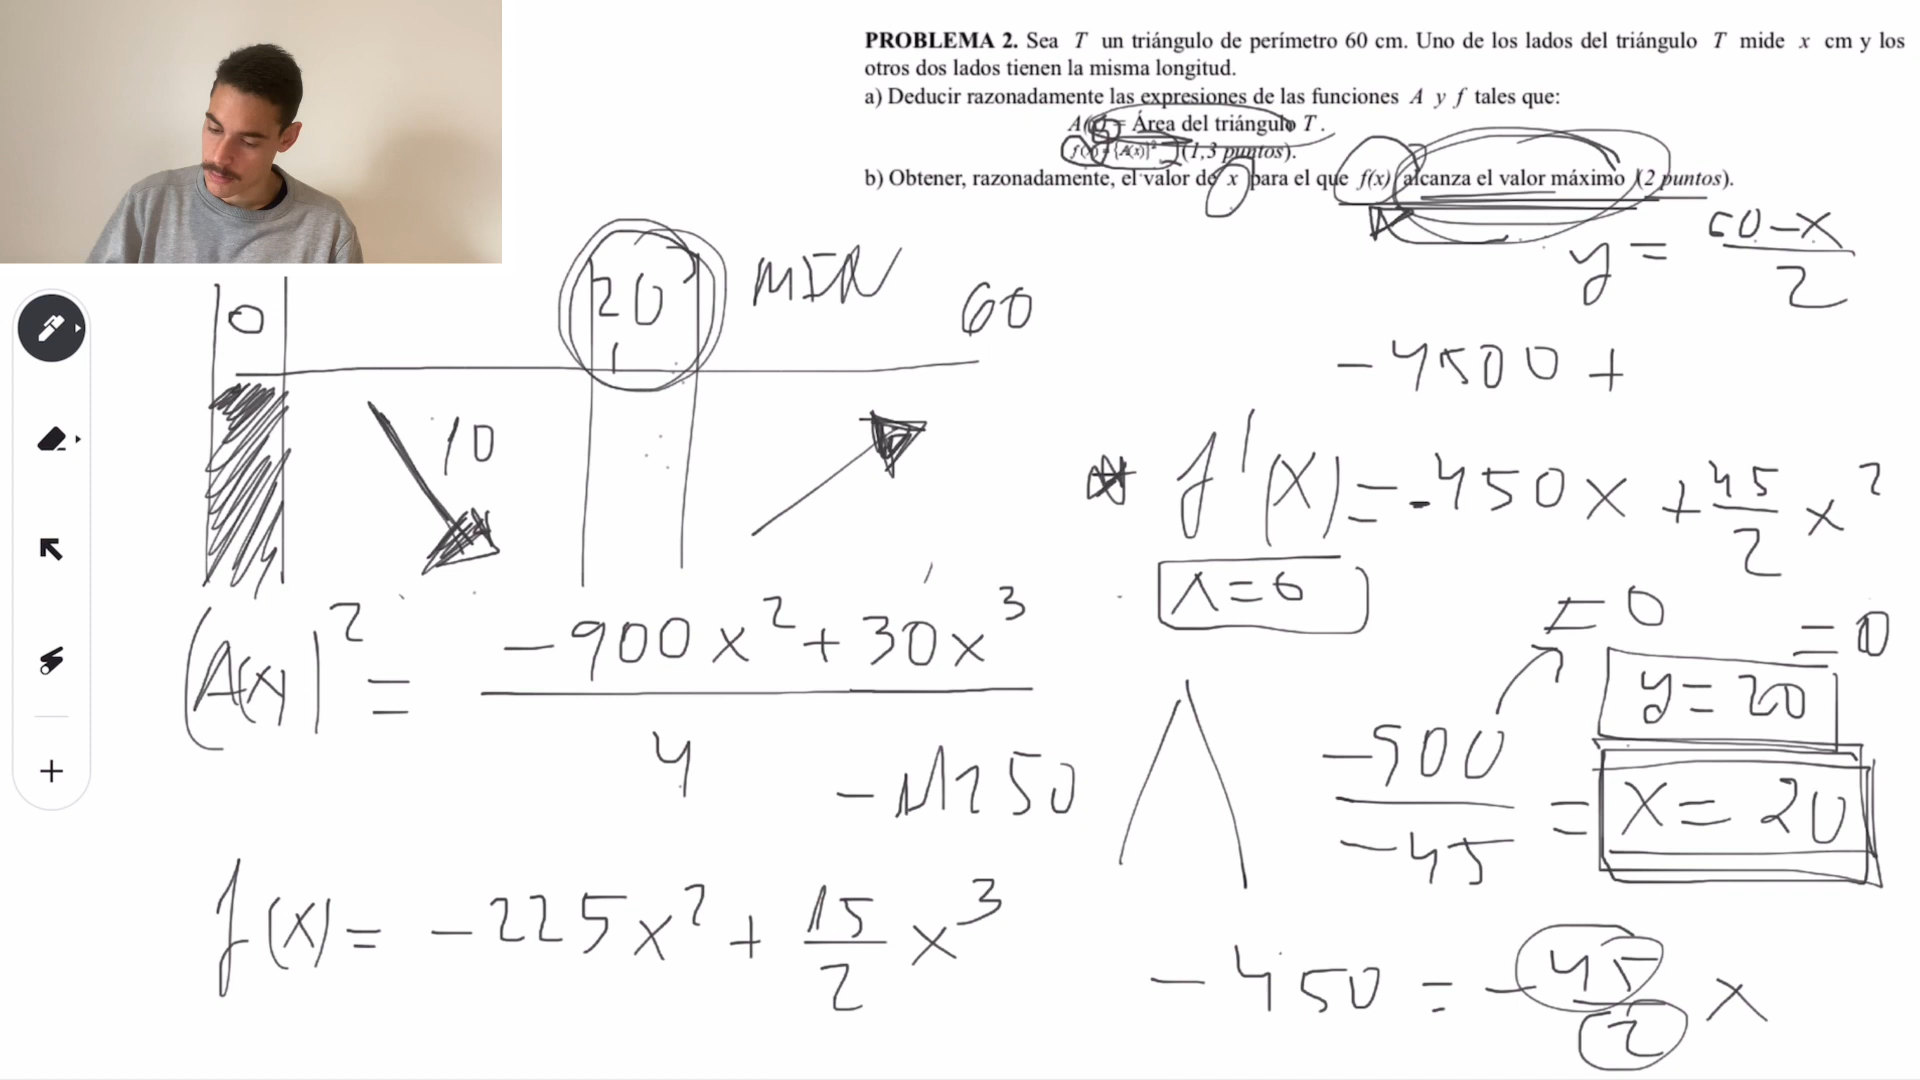 PROBLEMA 2. Sea T un triángulo de perímetro 60 cm. Uno de los lados del triángulo T mide x cm y los
otros dos lados tienen la misma longitud.
a) Deducir razonadamente las expresiones de las funciones A y f tales que:
A(x) = Área del triángulo T.
f(x) = {A(x)}² (1,3 puntos).
b) Obtener, razonadamente, el valor de x para el que f(x) alcanza el valor máximo (2 puntos).
y = 60-x / 2
0 20 MIN 60
-4500 +
10
f'(x) = -450x + 45/2 x²
x = 0
= 0 = 0
(A(x))² = -900x² + 30x³ / 4
y = 20
-900 / -45 = x = 20
-11250
f(x) = -225x² + 15/2 x³
-450 = -45/2 x